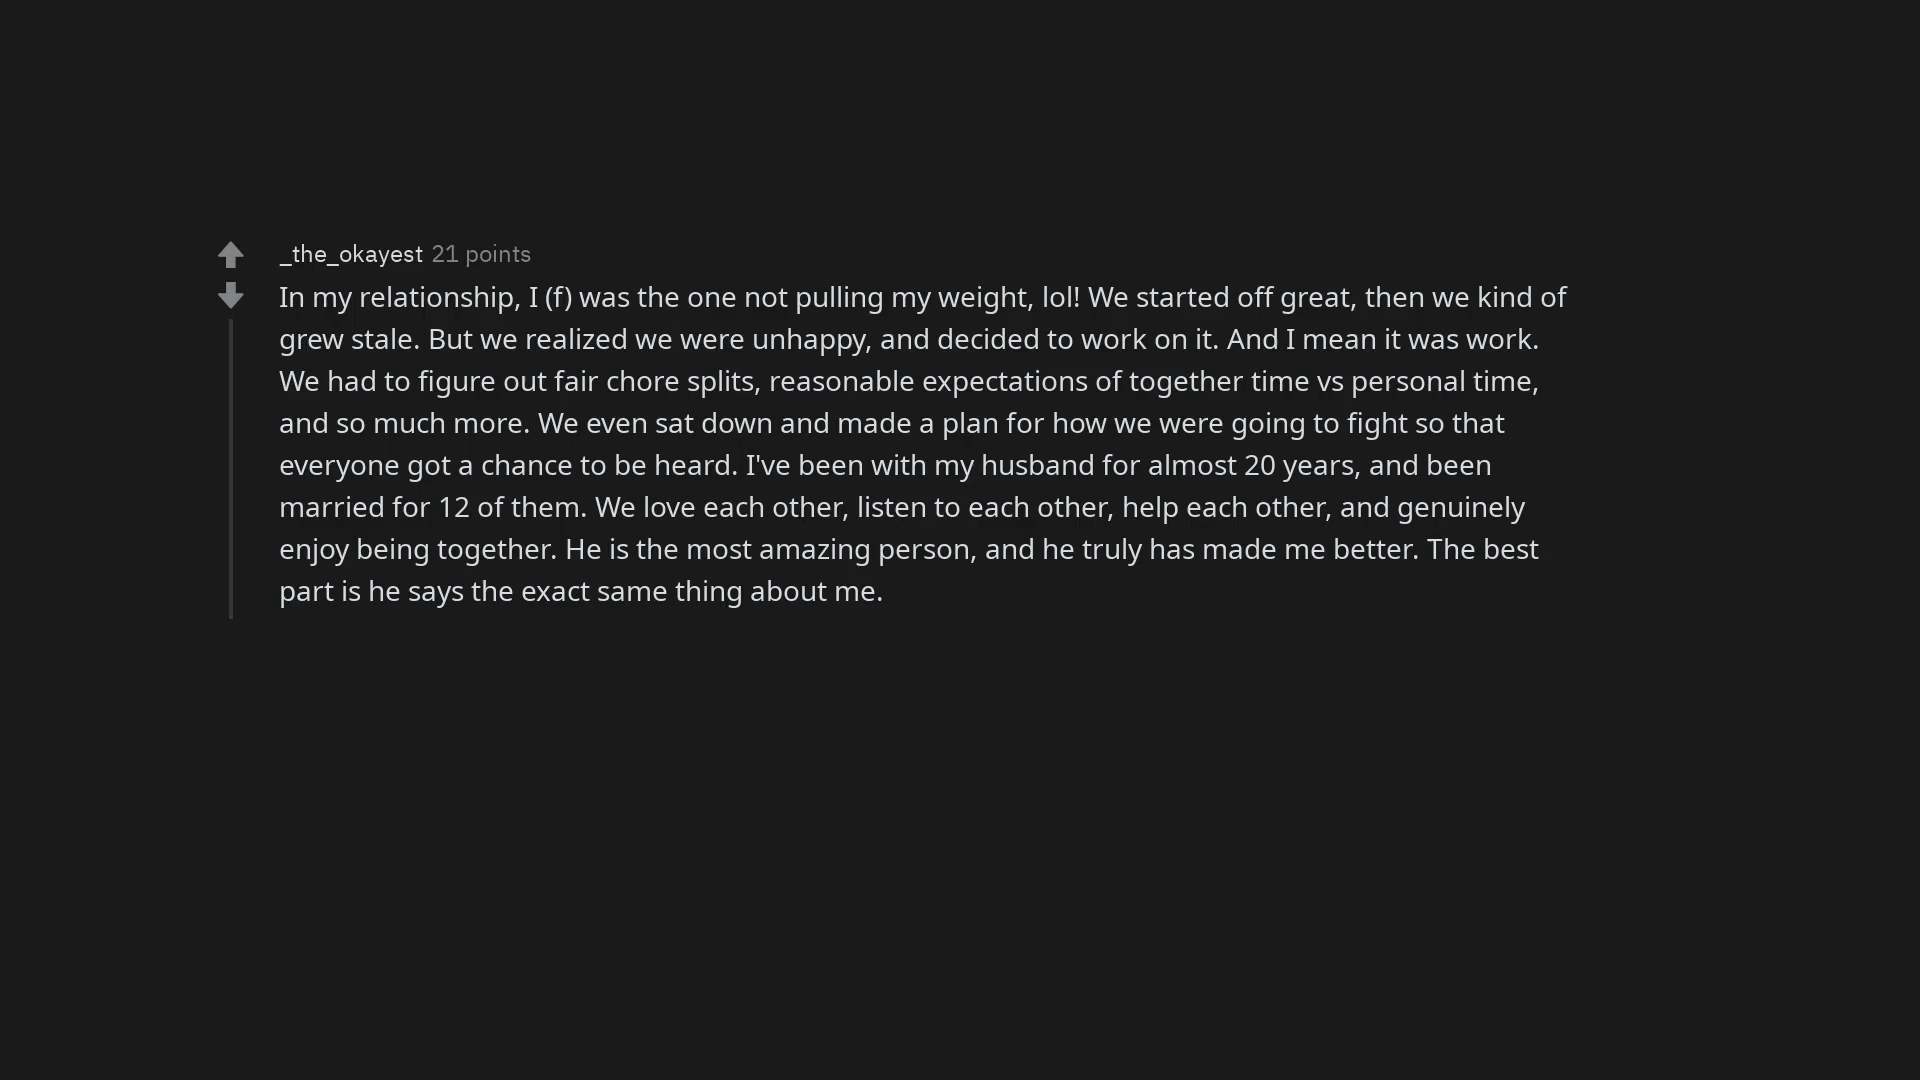 _the_okayest 21 points
In my relationship, I (f) was the one not pulling my weight, lol! We started off great, then we kind of
grew stale. But we realized we were unhappy, and decided to work on it. And I mean it was work.
We had to figure out fair chore splits, reasonable expectations of together time vs personal time,
and so much more. We even sat down and made a plan for how we were going to fight so that
everyone got a chance to be heard. I've been with my husband for almost 20 years, and been
married for 12 of them. We love each other, listen to each other, help each other, and genuinely
enjoy being together. He is the most amazing person, and he truly has made me better. The best
part is he says the exact same thing about me.